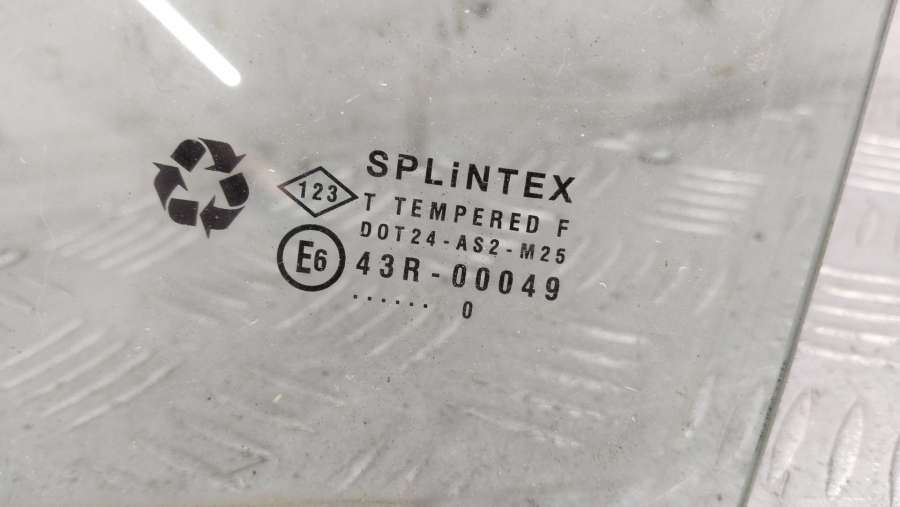 SPLiNTEX
123
T TEMPERED F
DOT24-AS2-M25
E6 43R-00049
...... 0